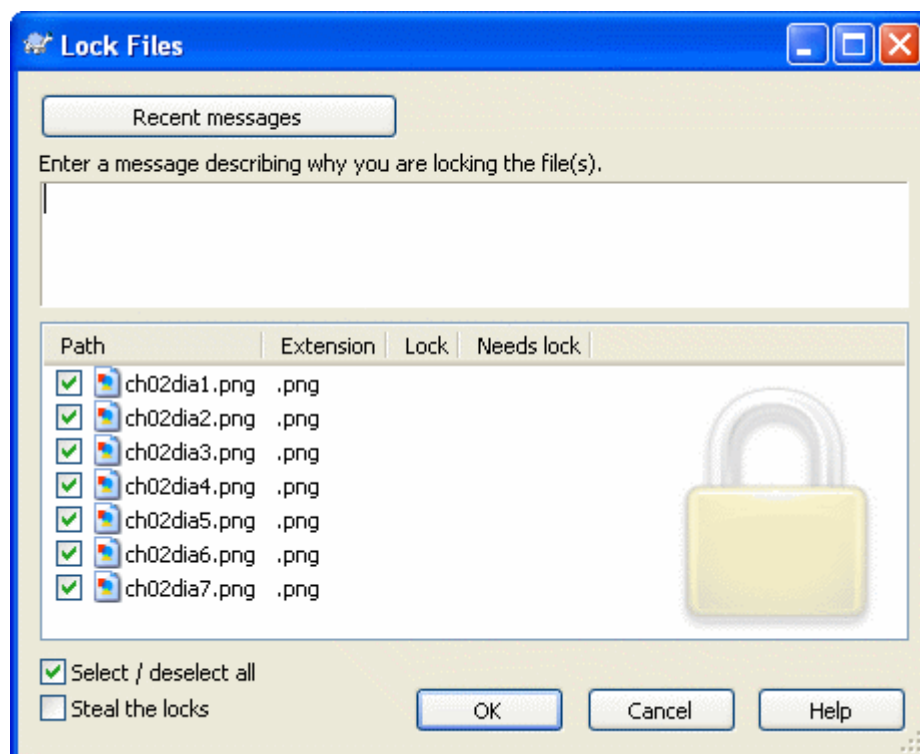 Lock Files
Recent messages
Enter a message describing why you are locking the file(s).
Path Extension Lock Needs lock
ch02dia1.png .png
ch02dia2.png .png
ch02dia3.png .png
ch02dia4.png .png
ch02dia5.png .png
ch02dia6.png .png
ch02dia7.png .png
Select / deselect all
Steal the locks OK Cancel Help